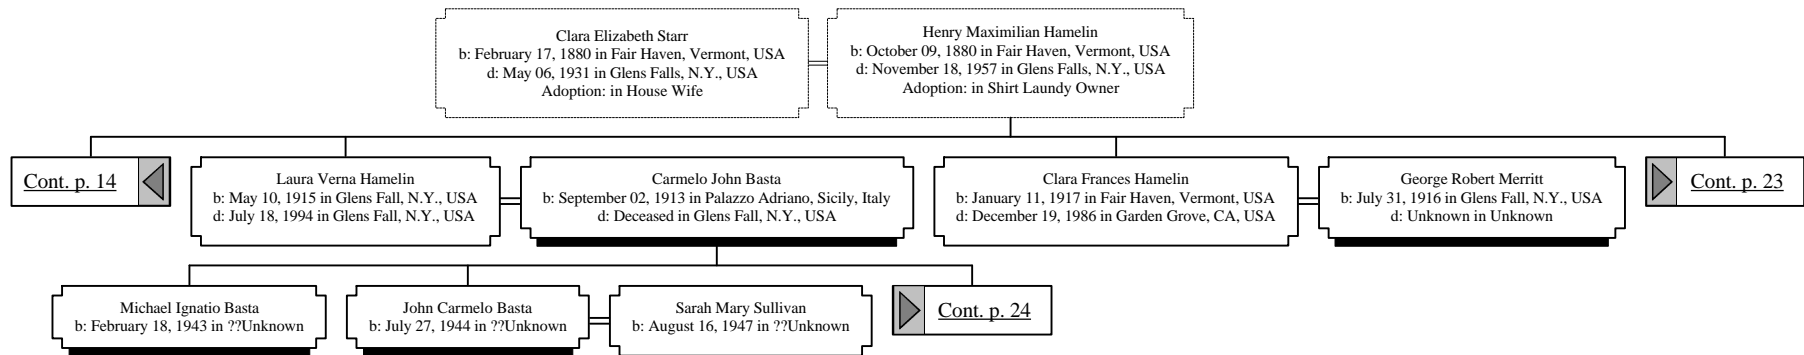 Clara Elizabeth Starr
b: February 17, 1880 in Fair Haven, Vermont, USA
d: May 06, 1931 in Glens Falls, N.Y., USA
Adoption: in House Wife
Henry Maximilian Hamelin
b: October 09, 1880 in Fair Haven, Vermont, USA
d: November 18, 1957 in Glens Falls, N.Y., USA
Adoption: in Shirt Laundy Owner
Cont. p. 14
Laura Verna Hamelin
b: May 10, 1915 in Glens Fall, N.Y., USA
d: July 18, 1994 in Glens Fall, N.Y., USA
Carmelo John Basta
b: September 02, 1913 in Palazzo Adriano, Sicily, Italy
d: Deceased in Glens Fall, N.Y., USA
Clara Frances Hamelin
b: January 11, 1917 in Fair Haven, Vermont, USA
d: December 19, 1986 in Garden Grove, CA, USA
George Robert Merritt
b: July 31, 1916 in Glens Fall, N.Y., USA
d: Unknown in Unknown
Cont. p. 23
Michael Ignatio Basta
b: February 18, 1943 in ??Unknown
John Carmelo Basta
b: July 27, 1944 in ??Unknown
Sarah Mary Sullivan
b: August 16, 1947 in ??Unknown
Cont. p. 24